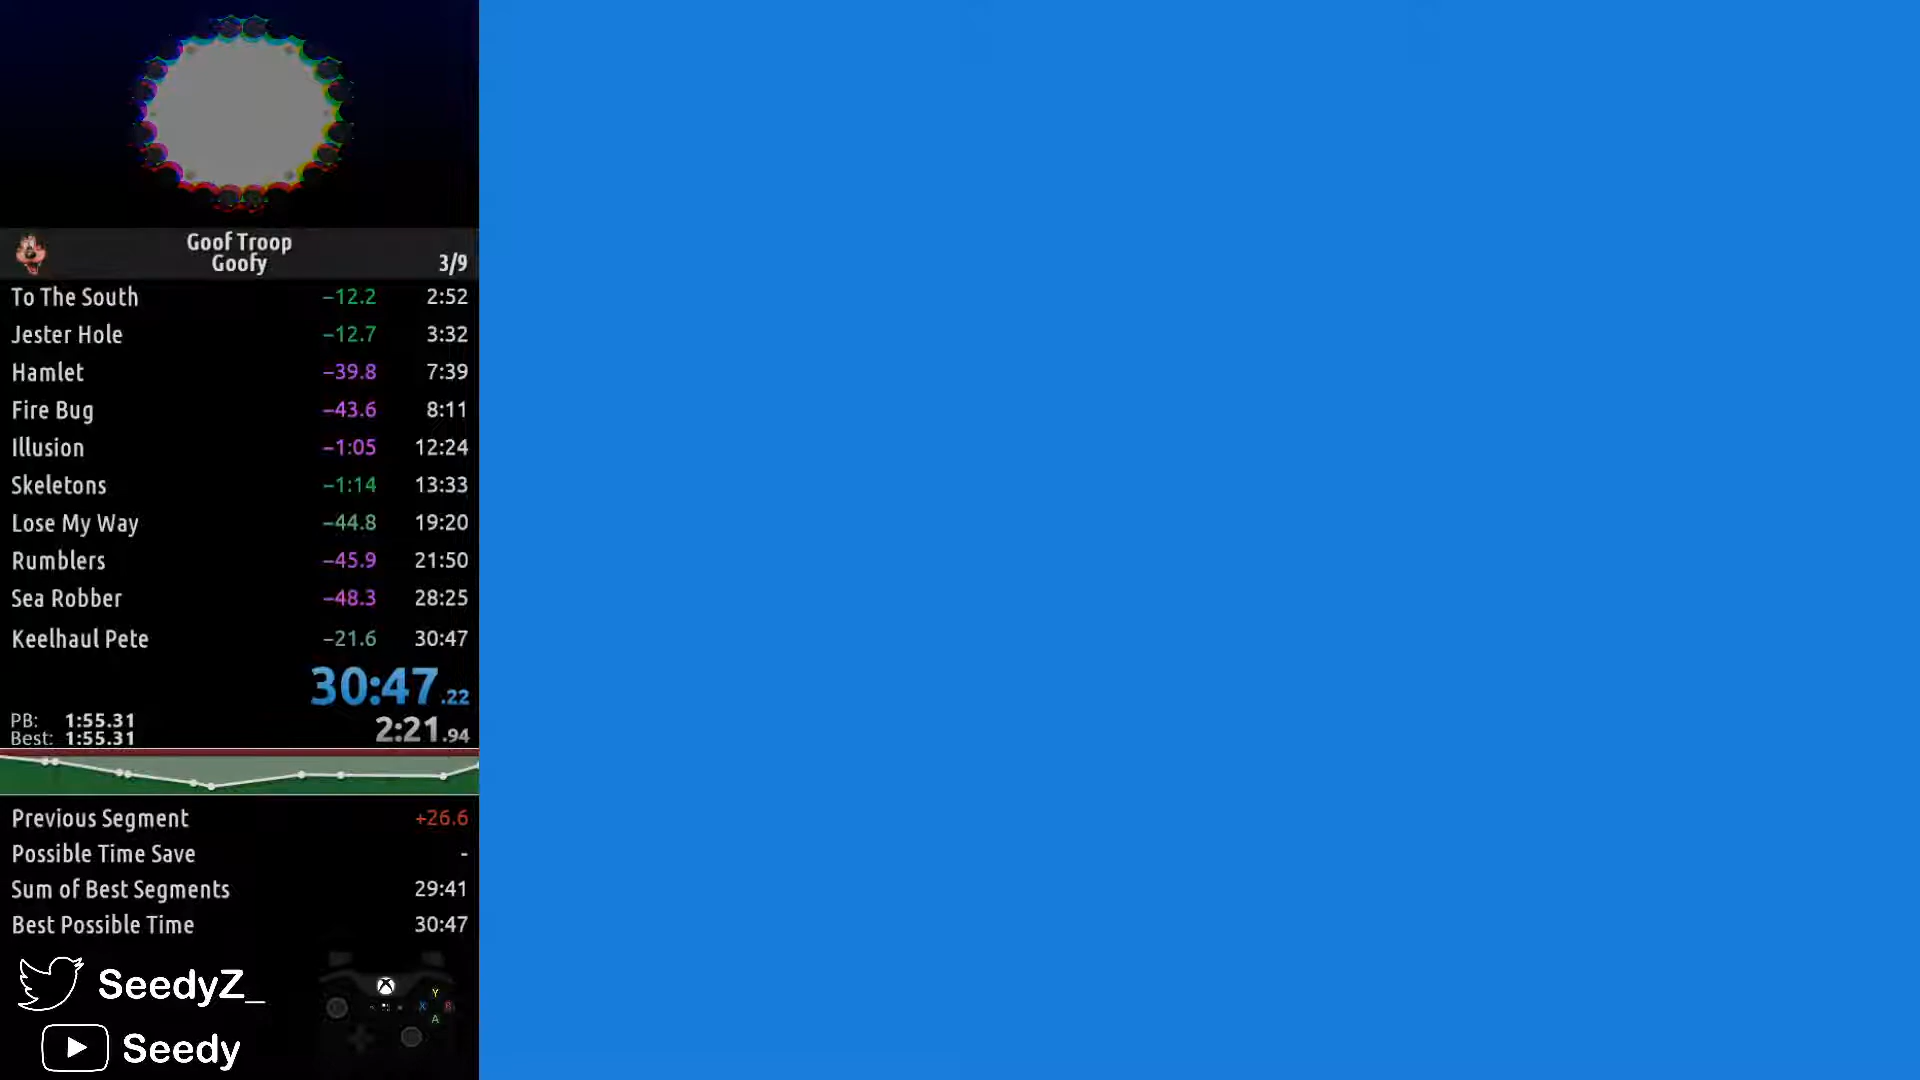 Goof Troop
Goofy
3/9
To The South −12.2 2:52
Jester Hole −12.7 3:32
Hamlet −39.8 7:39
Fire Bug −43.6 8:11
Illusion −1:05 12:24
Skeletons −1:14 13:33
Lose My Way −44.8 19:20
Rumblers −45.9 21:50
Sea Robber −48.3 28:25
Keelhaul Pete −21.6 30:47
30:47.22
PB: 1:55.31
Best: 1:55.31
2:21.94
Previous Segment +26.6
Possible Time Save -
Sum of Best Segments 29:41
Best Possible Time 30:47
SeedyZ_
Y
X B
A
Seedy